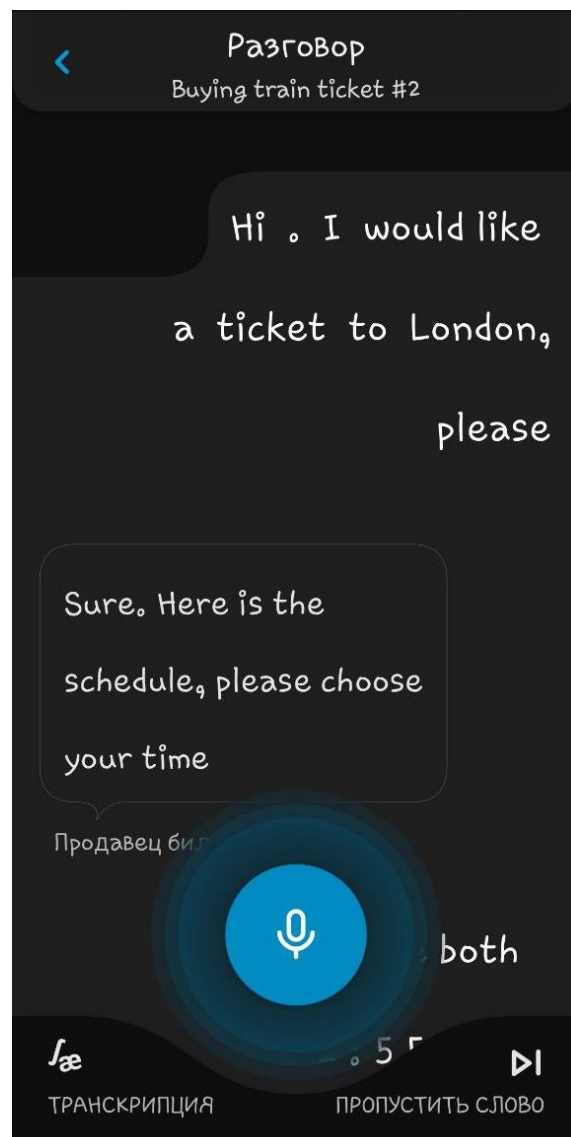 Разговор
Buying train ticket #2
Hi. I would like
a ticket to London,
please
Sure. Here is the
schedule, please choose
your time
Продавец
both
ТРАНСКРИПЦИЯ
ПРОПУСТИТЬ СЛОВО